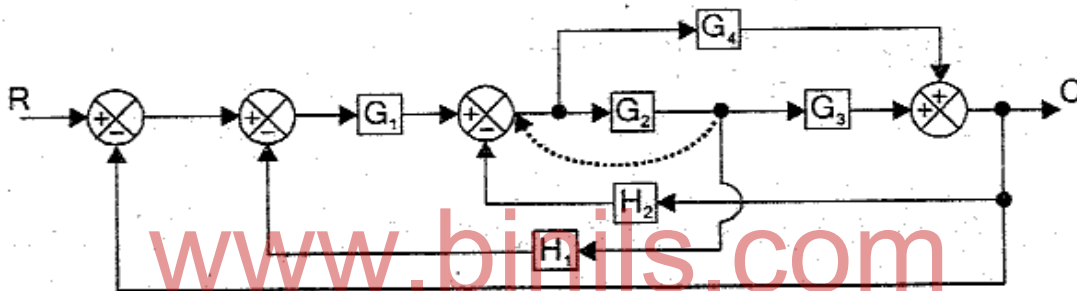 G₄
R + − + − G₁ + − G₂ G₃ + + C
H₂
H₁
www.binils.com